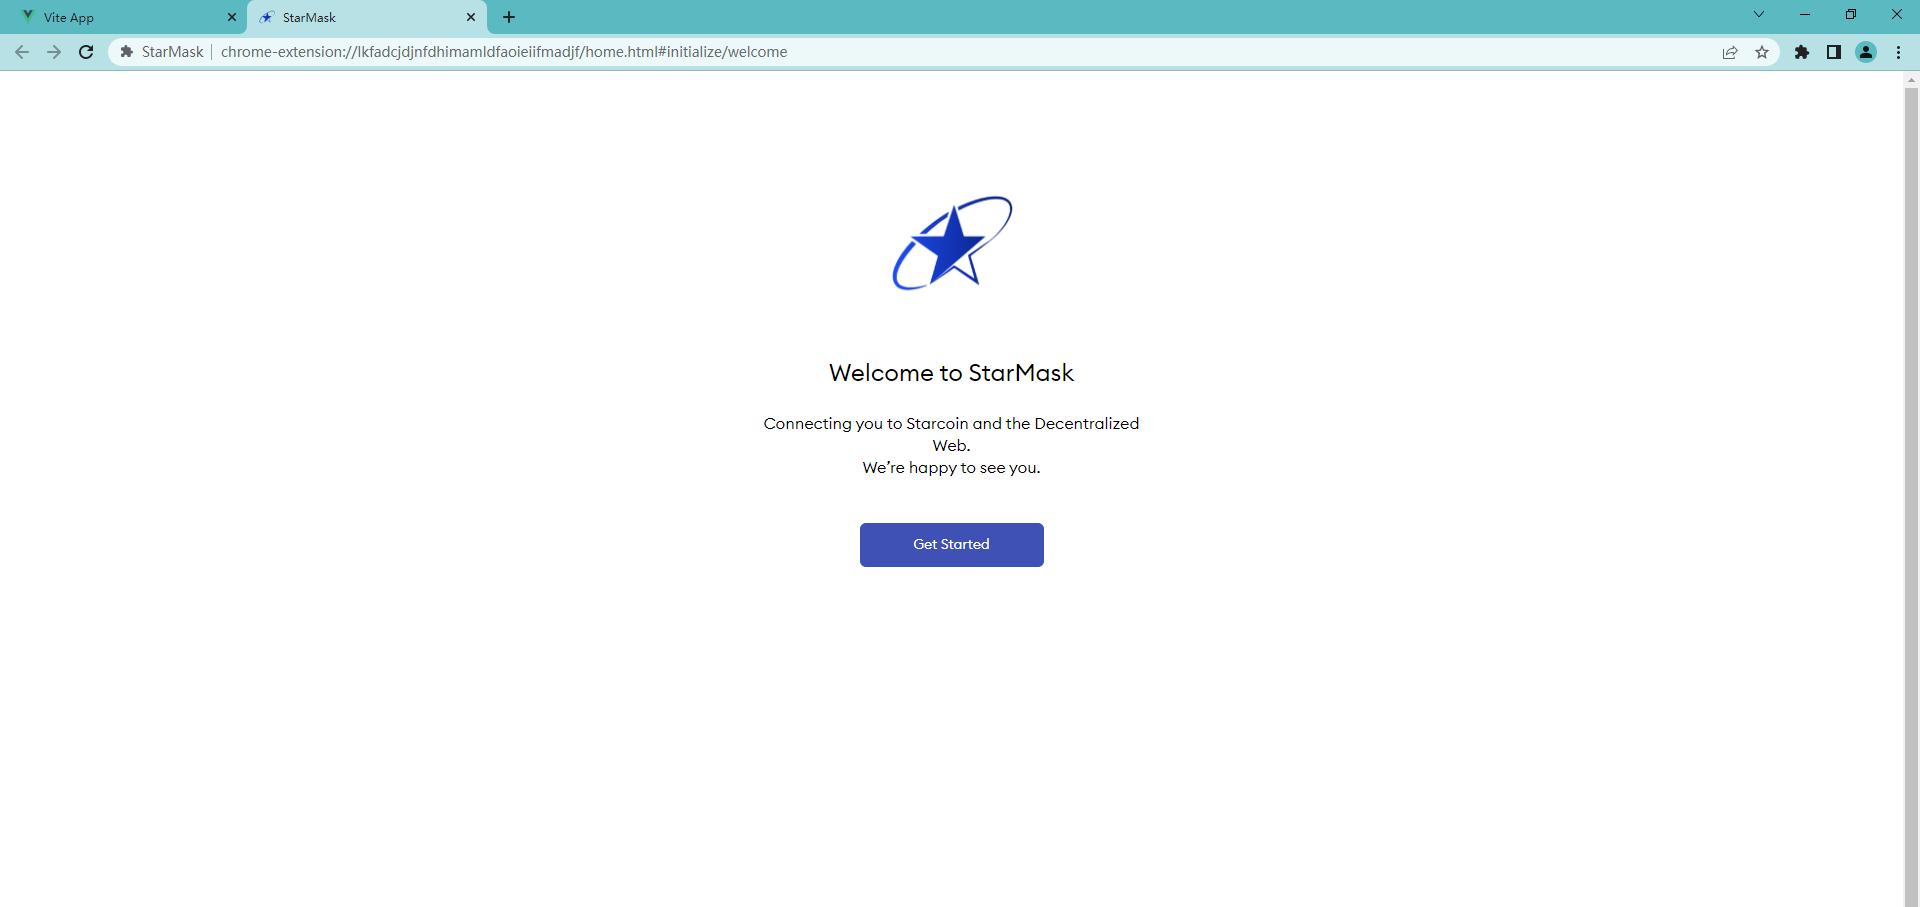 Vite App
StarMask
StarMask | chrome-extension://lkfadcjdjnfdhimamldfaoieiifmadjf/home.html#initialize/welcome
Welcome to StarMask
Connecting you to Starcoin and the Decentralized
Web.
We’re happy to see you.
Get Started